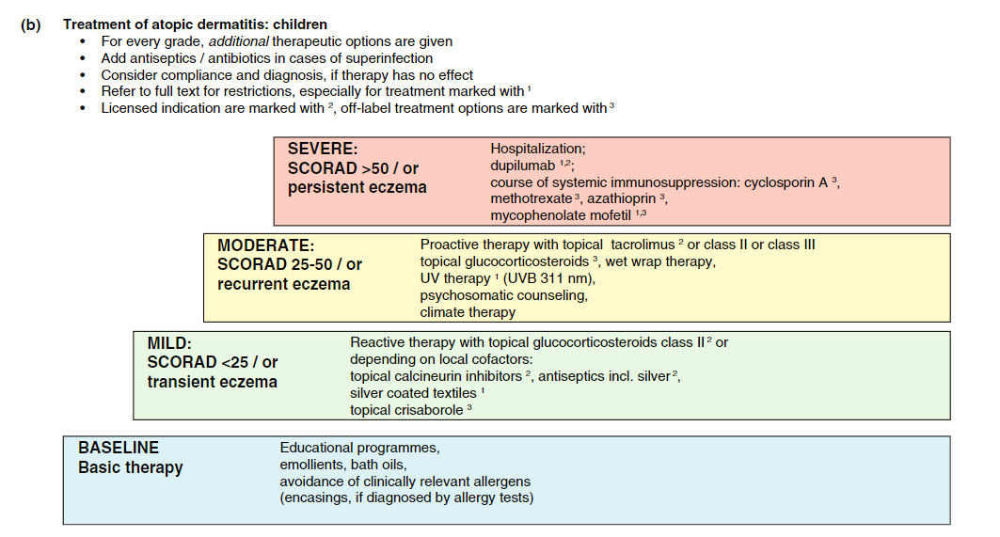 (b) Treatment of atopic dermatitis: children
• For every grade, additional therapeutic options are given
• Add antiseptics / antibiotics in cases of superinfection
• Consider compliance and diagnosis, if therapy has no effect
• Refer to full text for restrictions, especially for treatment marked with ¹
• Licensed indication are marked with ², off-label treatment options are marked with ³
SEVERE:
SCORAD >50 / or
persistent eczema
Hospitalization;
dupilumab ¹,²;
course of systemic immunosuppression: cyclosporin A ³,
methotrexate ³, azathioprin ³,
mycophenolate mofetil ¹,³
MODERATE:
SCORAD 25-50 / or
recurrent eczema
Proactive therapy with topical tacrolimus ² or class II or class III
topical glucocorticosteroids ³, wet wrap therapy,
UV therapy ¹ (UVB 311 nm),
psychosomatic counseling,
climate therapy
MILD:
SCORAD <25 / or
transient eczema
Reactive therapy with topical glucocorticosteroids class II ² or
depending on local cofactors:
topical calcineurin inhibitors ², antiseptics incl. silver ²,
silver coated textiles ¹
topical crisaborole ³
BASELINE
Basic therapy
Educational programmes,
emollients, bath oils,
avoidance of clinically relevant allergens
(encasings, if diagnosed by allergy tests)